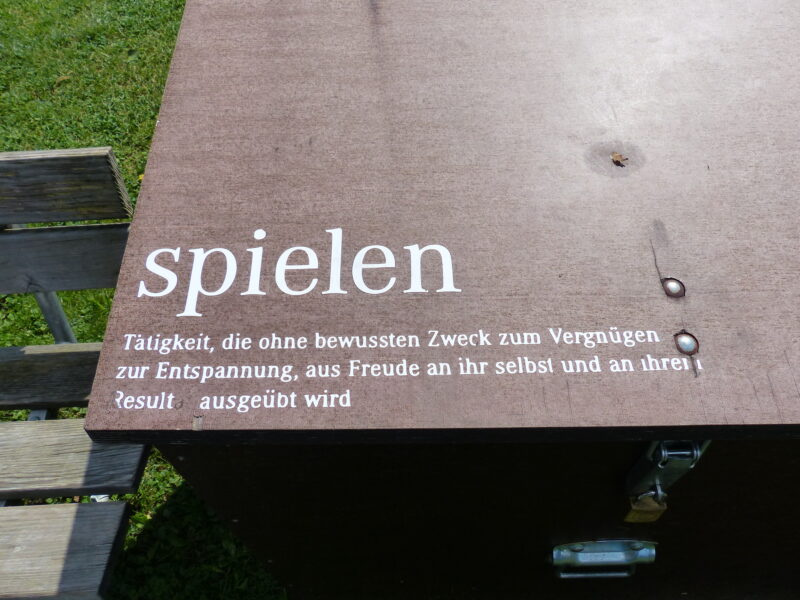 spielen
Tätigkeit, die ohne bewussten Zweck zum Vergnügen
zur Entspannung, aus Freude an ihr selbst und an ihrem
Result ausgeübt wird